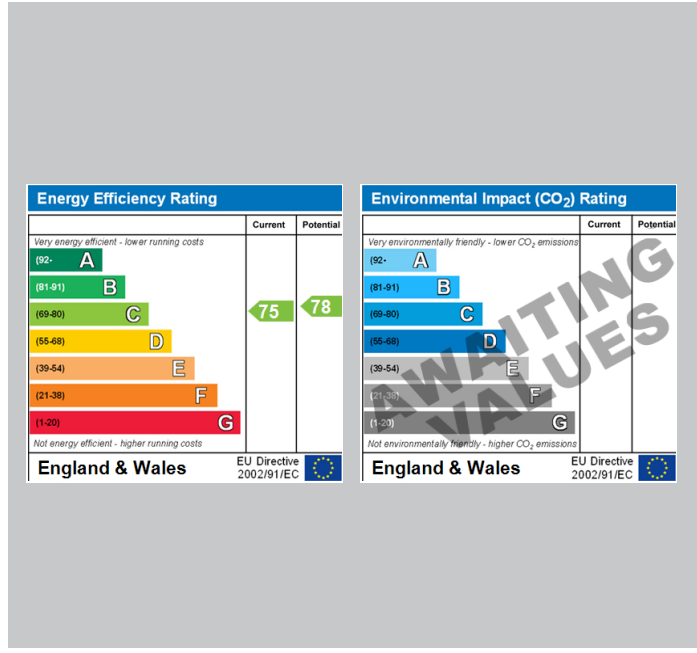 Energy Efficiency Rating
Current Potential
Very energy efficient - lower running costs
(92- A
(81-91) B
(69-80) C
75 78
(55-68) D
(39-54) E
(21-38) F
(1-20) G
Not energy efficient - higher running costs
England & Wales
EU Directive
2002/91/EC
Environmental Impact (CO2) Rating
Current Potential
Very environmentally friendly - lower CO2 emissions
(92- A
(81-91) B
(69-80) C
(55-68) D
(39-54) E
(21-38) F
(1-20) G
AWAITING
VALUES
Not environmentally friendly - higher CO2 emissions
England & Wales
EU Directive
2002/91/EC